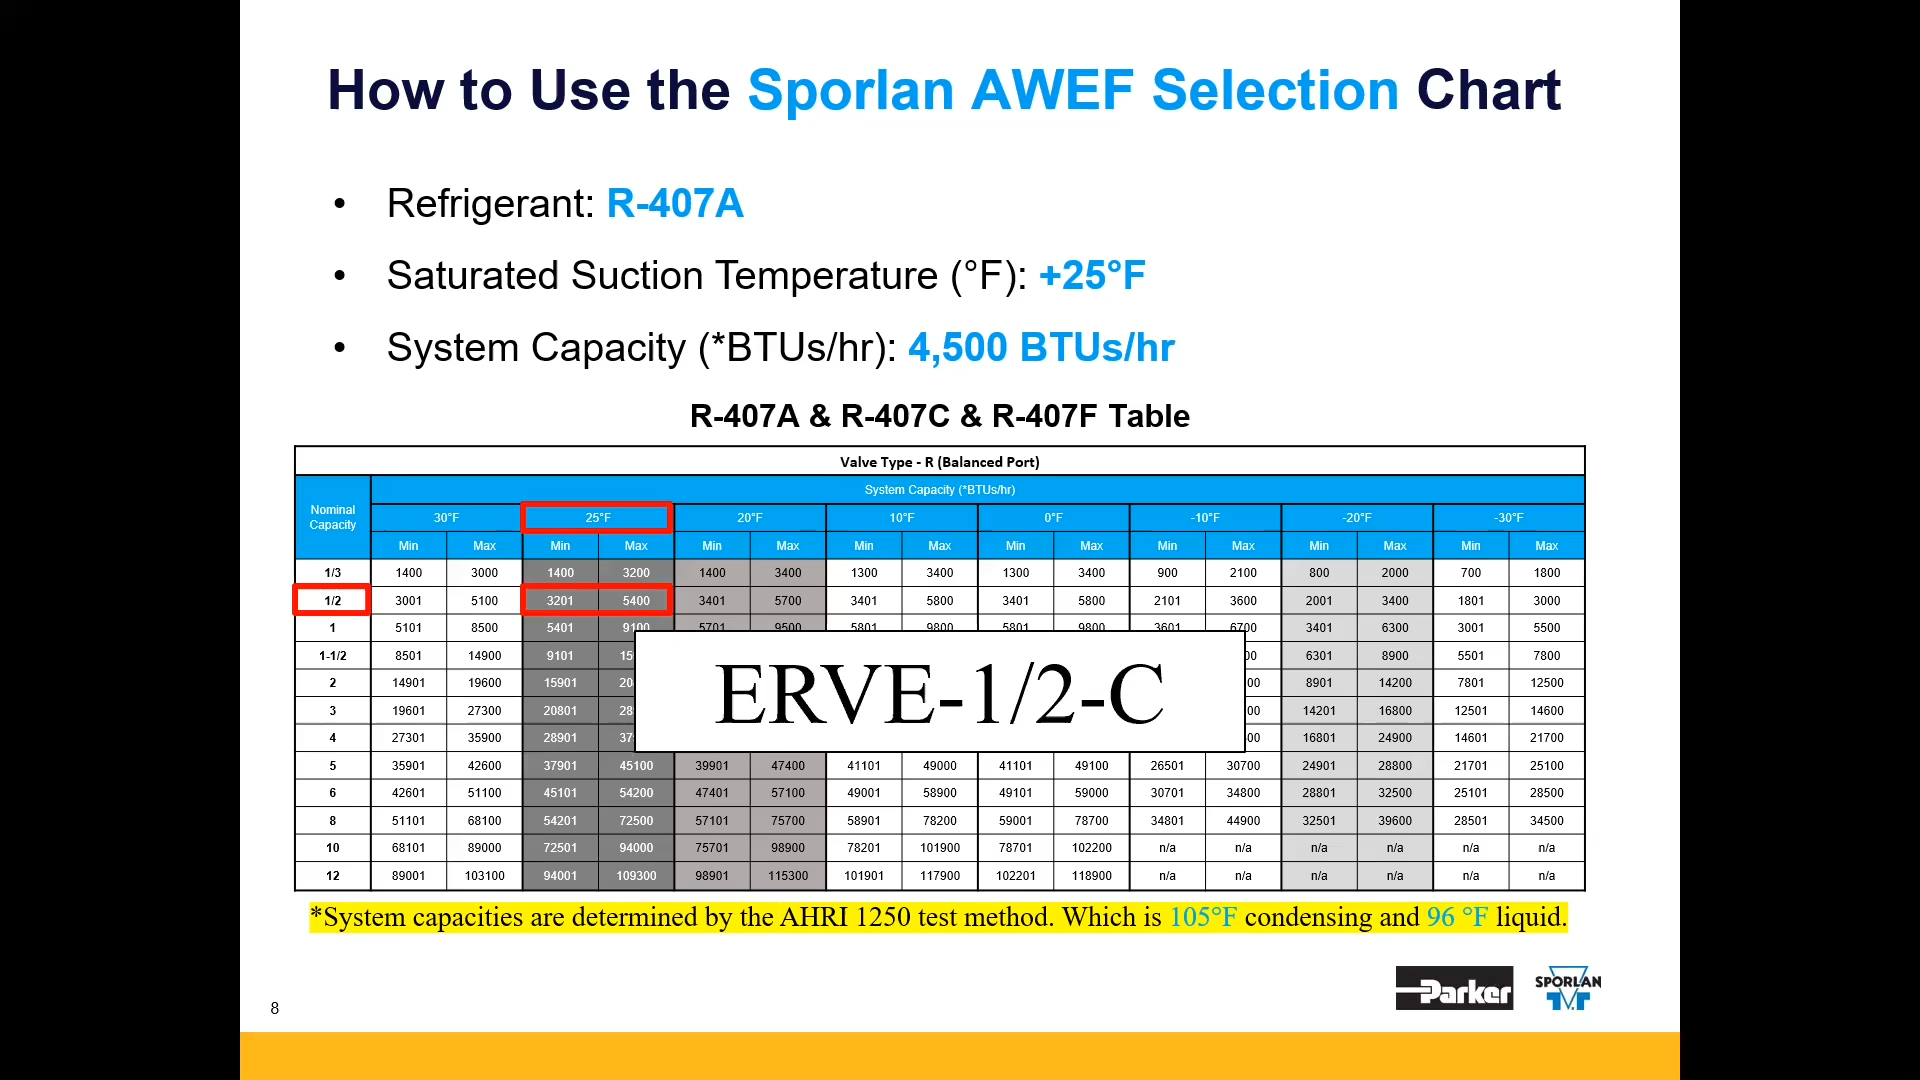 How to Use the Sporlan AWEF Selection Chart
• Refrigerant: R-407A
• Saturated Suction Temperature (°F): +25°F
• System Capacity (*BTUs/hr): 4,500 BTUs/hr
R-407A & R-407C & R-407F Table
Valve Type - R (Balanced Port)
Nominal Capacity
System Capacity (*BTUs/hr)
30°F 25°F 20°F 10°F 0°F -10°F -20°F -30°F
Min Max Min Max Min Max Min Max Min Max Min Max Min Max Min Max
1/3 1400 3000 1400 3200 1400 3400 1300 3400 1300 3400 900 2100 800 2000 700 1800
1/2 3001 5100 3201 5400 3401 5700 3401 5800 3401 5800 2101 3600 2001 3400 1801 3000
1 5101 8500 5401 9100 5701 9500 5801 9800 5801 9800 3601 6700 3401 6300 3001 5500
1-1/2 8501 14900 9101 6301 8900 5501 7800
2 14901 19600 15901 8901 14200 7801 12500
3 19601 27300 20801 14201 16800 12501 14600
4 27301 35900 28901 16801 24900 14601 21700
ERVE-1/2-C
5 35901 42600 37901 45100 39901 47400 41101 49000 41101 49100 26501 30700 24901 28800 21701 25100
6 42601 51100 45101 54200 47401 57100 49001 58900 49101 59000 30701 34800 28801 32500 25101 28500
8 51101 68100 54201 72500 57101 75700 58901 78200 59001 78700 34801 44900 32501 39600 28501 34500
10 68101 89000 72501 94000 75701 98900 78201 101900 78701 102200 n/a n/a n/a n/a n/a n/a
12 89001 103100 94001 109300 98901 115300 101901 117900 102201 118900 n/a n/a n/a n/a n/a n/a
*System capacities are determined by the AHRI 1250 test method. Which is 105°F condensing and 96 °F liquid.
Parker
SPORLAN
8